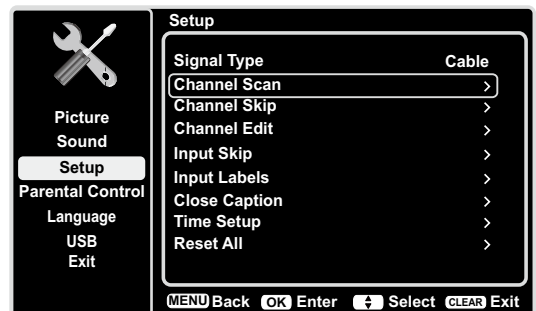 Setup
Signal Type Cable
Channel Scan >
Channel Skip >
Channel Edit >
Input Skip >
Input Labels >
Close Caption >
Time Setup >
Reset All >
Picture
Sound
Setup
Parental Control
Language
USB
Exit
MENU Back OK Enter Select CLEAR Exit